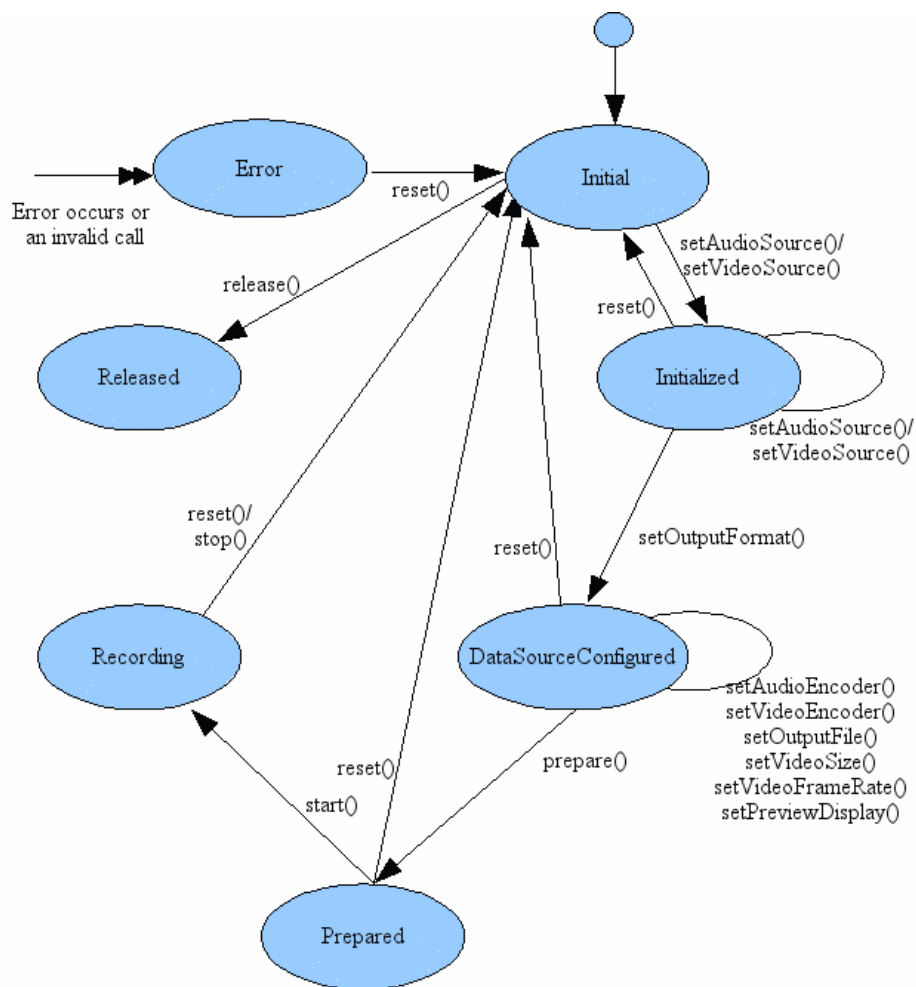 Error
Initial
reset()
Error occurs or
an invalid call
setAudioSource()/
setVideoSource()
release()
reset()
Released
Initialized
setAudioSource()/
setVideoSource()
reset()/
stop()
reset()
setOutputFormat()
Recording
DataSourceConfigured
setAudioEncoder()
setVideoEncoder()
setOutputFile()
setVideoSize()
setVideoFrameRate()
setPreviewDisplay()
reset()
prepare()
start()
Prepared